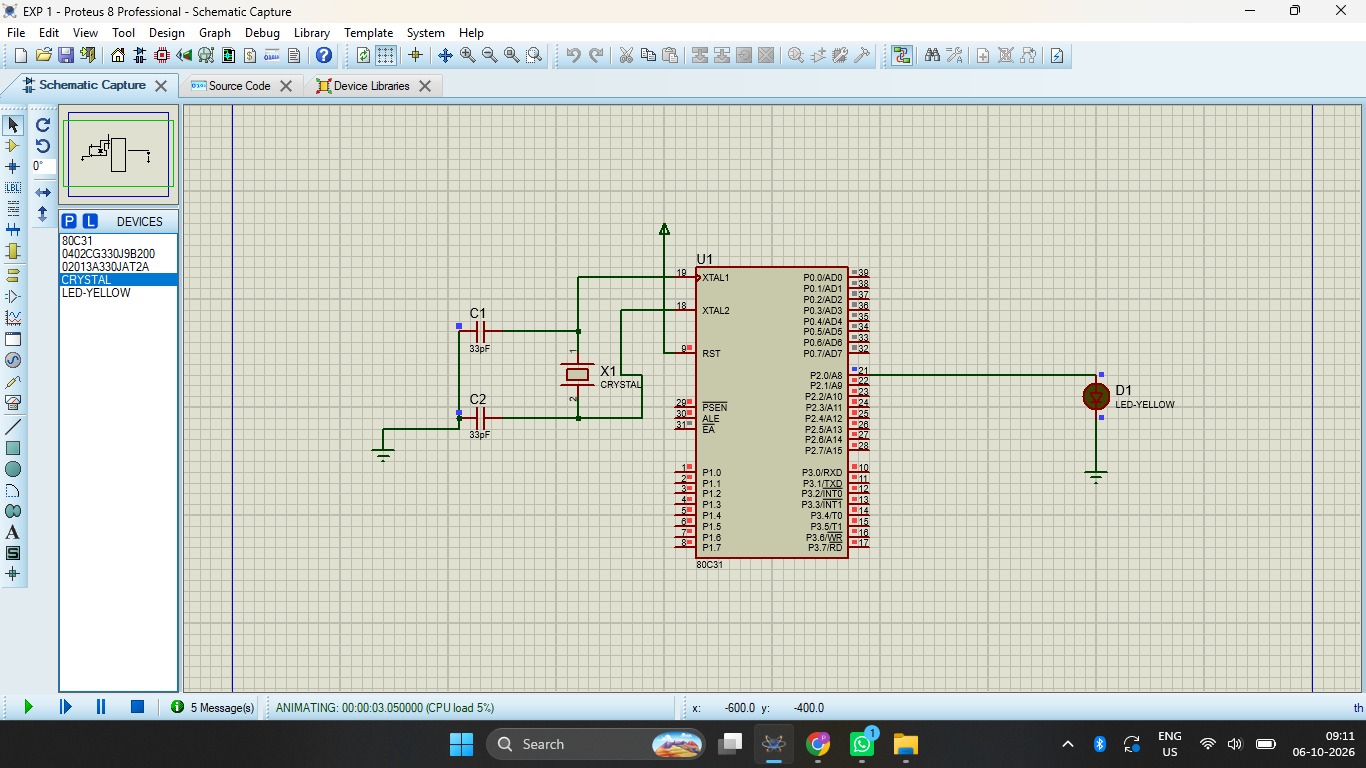 EXP 1 - Proteus 8 Professional - Schematic Capture
File Edit View Tool Design Graph Debug Library Template System Help
Schematic Capture
Source Code
Device Libraries
0°
LBL
P L DEVICES
80C31
0402CG330J9B200
02013A330JAT2A
CRYSTAL
LED-YELLOW
A
S
C1
33pF
C2
33pF
X1
CRYSTAL
1
2
U1
19 XTAL1
18 XTAL2
9 RST
29 PSEN
30 ALE
31 EA
1 P1.0
2 P1.1
3 P1.2
4 P1.3
5 P1.4
6 P1.5
7 P1.6
8 P1.7
P0.0/AD0 39
P0.1/AD1 38
P0.2/AD2 37
P0.3/AD3 36
P0.4/AD4 35
P0.5/AD5 34
P0.6/AD6 33
P0.7/AD7 32
P2.0/A8 21
P2.1/A9 22
P2.2/A10 23
P2.3/A11 24
P2.4/A12 25
P2.5/A13 26
P2.6/A14 27
P2.7/A15 28
P3.0/RXD 10
P3.1/TXD 11
P3.2/INT0 12
P3.3/INT1 13
P3.4/T0 14
P3.5/T1 15
P3.6/WR 16
P3.7/RD 17
80C31
D1
LED-YELLOW
5 Message(s)
ANIMATING: 00:00:03.050000 (CPU load 5%)
x: -600.0 y: -400.0
th
Search
1
ENG
US
09:11
06-10-2026